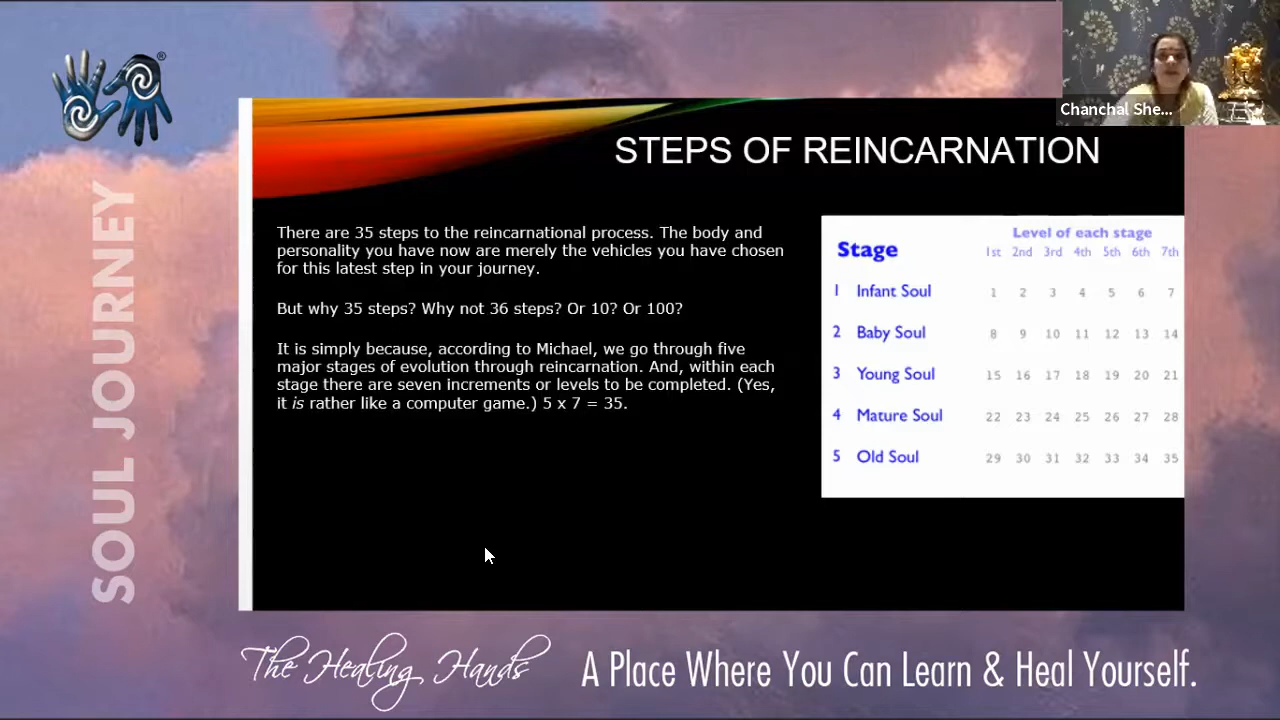 ®
Chanchal She...
SOUL JOURNEY
STEPS OF REINCARNATION
There are 35 steps to the reincarnational process. The body and
personality you have now are merely the vehicles you have chosen
for this latest step in your journey.
But why 35 steps? Why not 36 steps? Or 10? Or 100?
It is simply because, according to Michael, we go through five
major stages of evolution through reincarnation. And, within each
stage there are seven increments or levels to be completed. (Yes,
it is rather like a computer game.) 5 x 7 = 35.
Level of each stage
Stage 1st 2nd 3rd 4th 5th 6th 7th
1 Infant Soul 1 2 3 4 5 6 7
2 Baby Soul 8 9 10 11 12 13 14
3 Young Soul 15 16 17 18 19 20 21
4 Mature Soul 22 23 24 25 26 27 28
5 Old Soul 29 30 31 32 33 34 35
The Healing Hands
A Place Where You Can Learn & Heal Yourself.